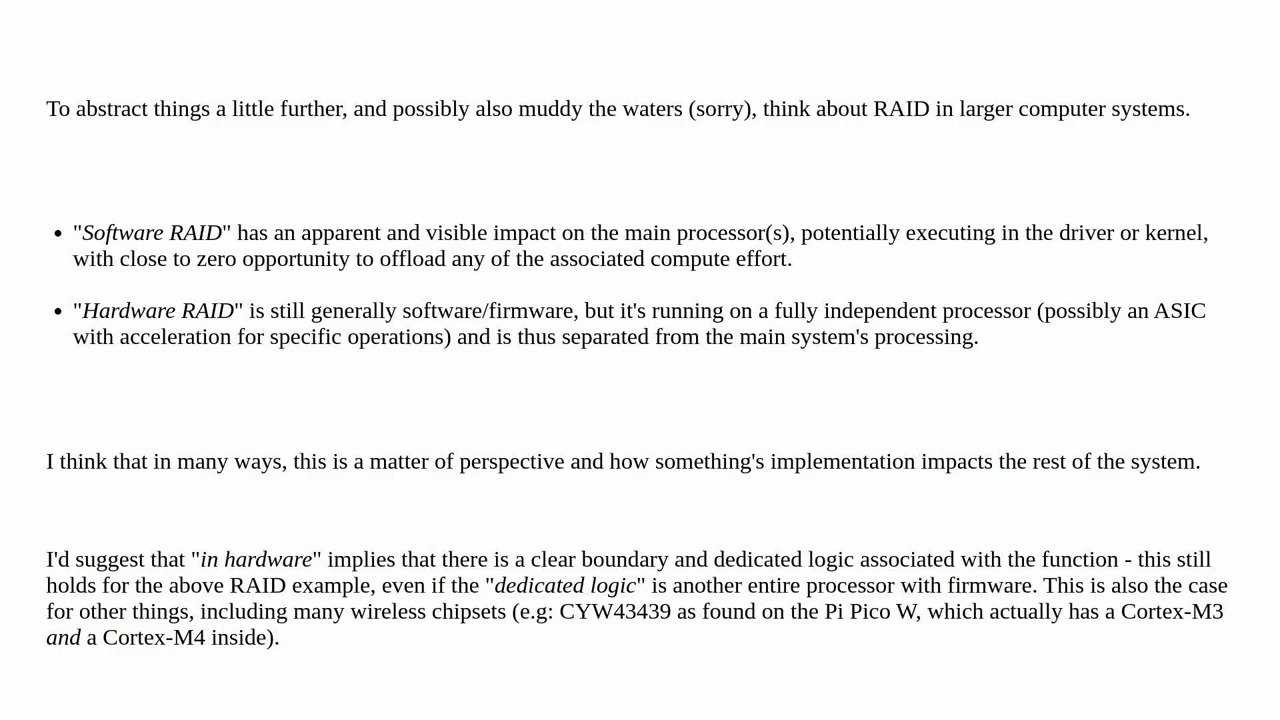 To abstract things a little further, and possibly also muddy the waters (sorry), think about RAID in larger computer systems.
• "Software RAID" has an apparent and visible impact on the main processor(s), potentially executing in the driver or kernel,
with close to zero opportunity to offload any of the associated compute effort.
• "Hardware RAID" is still generally software/firmware, but it's running on a fully independent processor (possibly an ASIC
with acceleration for specific operations) and is thus separated from the main system's processing.
I think that in many ways, this is a matter of perspective and how something's implementation impacts the rest of the system.
I'd suggest that "in hardware" implies that there is a clear boundary and dedicated logic associated with the function - this still
holds for the above RAID example, even if the "dedicated logic" is another entire processor with firmware. This is also the case
for other things, including many wireless chipsets (e.g: CYW43439 as found on the Pi Pico W, which actually has a Cortex-M3
and a Cortex-M4 inside).